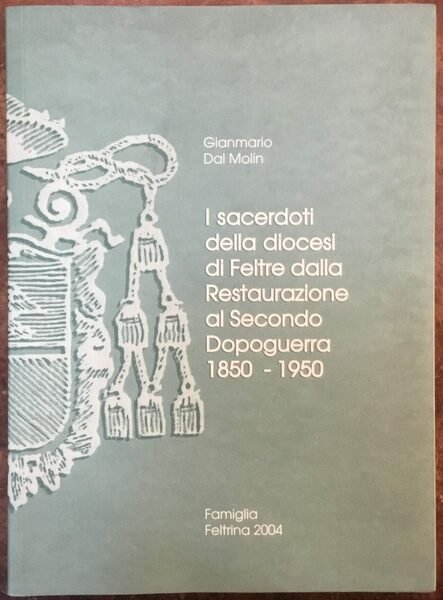 Gianmario
Dal Molin
I sacerdoti
della diocesi
di Feltre dalla
Restaurazione
al Secondo
Dopoguerra
1850 - 1950
Famiglia
Feltrina 2004